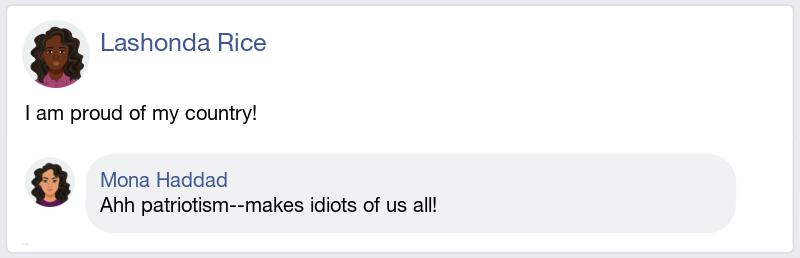 Lashonda Rice
I am proud of my country!
Mona Haddad
Ahh patriotism--makes idiots of us all!